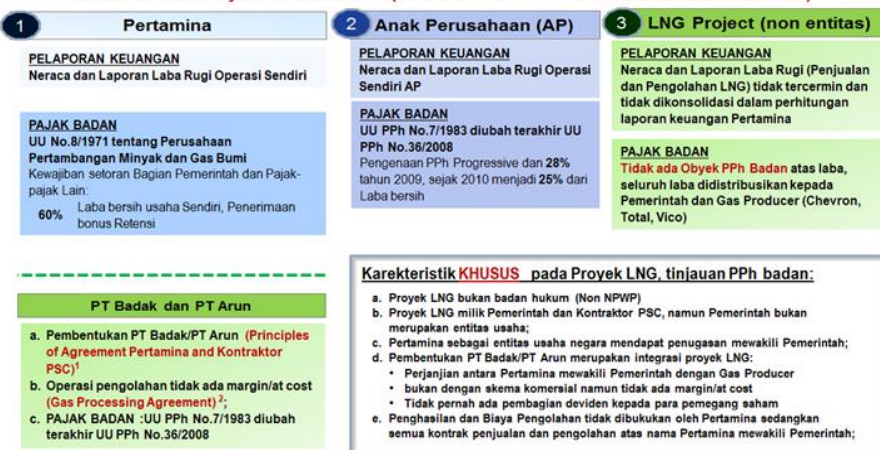 1
Pertamina
PELAPORAN KEUANGAN
Neraca dan Laporan Laba Rugi Operasi Sendiri
PAJAK BADAN
UU No.8/1971 tentang Perusahaan
Pertambangan Minyak dan Gas Bumi
Kewajiban setoran Bagian Pemerintah dan Pajak-
pajak Lain:
60% Laba bersih usaha Sendiri, Penerimaan
bonus Retensi
2
Anak Perusahaan (AP)
PELAPORAN KEUANGAN
Neraca dan Laporan Laba Rugi Operasi
Sendiri AP
PAJAK BADAN
UU PPh No.7/1983 diubah terakhir UU
PPh No.36/2008
Pengenaan PPh Progressive dan 28%
tahun 2009, sejak 2010 menjadi 25% dari
Laba bersih
3
LNG Project (non entitas)
PELAPORAN KEUANGAN
Neraca dan Laporan Laba Rugi (Penjualan
dan Pengolahan LNG) tidak tercermin dan
tidak dikonsolidasi dalam perhitungan
laporan keuangan Pertamina
PAJAK BADAN
Tidak ada Obyek PPh Badan atas laba,
seluruh laba didistribusikan kepada
Pemerintah dan Gas Producer (Chevron,
Total, Vico)
PT Badak dan PT Arun
a. Pembentukan PT Badak/PT Arun (Principles
of Agreement Pertamina and Kontraktor
PSC)1
b. Operasi pengolahan tidak ada margin/at cost
(Gas Processing Agreement) 2;
c. PAJAK BADAN :UU PPh No.7/1983 diubah
terakhir UU PPh No.36/2008
Karekteristik KHUSUS pada Proyek LNG, tinjauan PPh badan:
a. Proyek LNG bukan badan hukum (Non NPWP)
b. Proyek LNG milik Pemerintah dan Kontraktor PSC, namun Pemerintah bukan
merupakan entitas usaha;
c. Pertamina sebagai entitas usaha negara mendapat penugasan mewakili Pemerintah;
d. Pembentukan PT Badak/PT Arun merupakan integrasi proyek LNG:
• Perjanjian antara Pertamina mewakili Pemerintah dengan Gas Producer
• bukan dengan skema komersial namun tidak ada margin/at cost
• Tidak pernah ada pembagian deviden kepada para pemegang saham
e. Penghasilan dan Biaya Pengolahan tidak dibukukan oleh Pertamina sedangkan
semua kontrak penjualan dan pengolahan atas nama Pertamina mewakili Pemerintah;